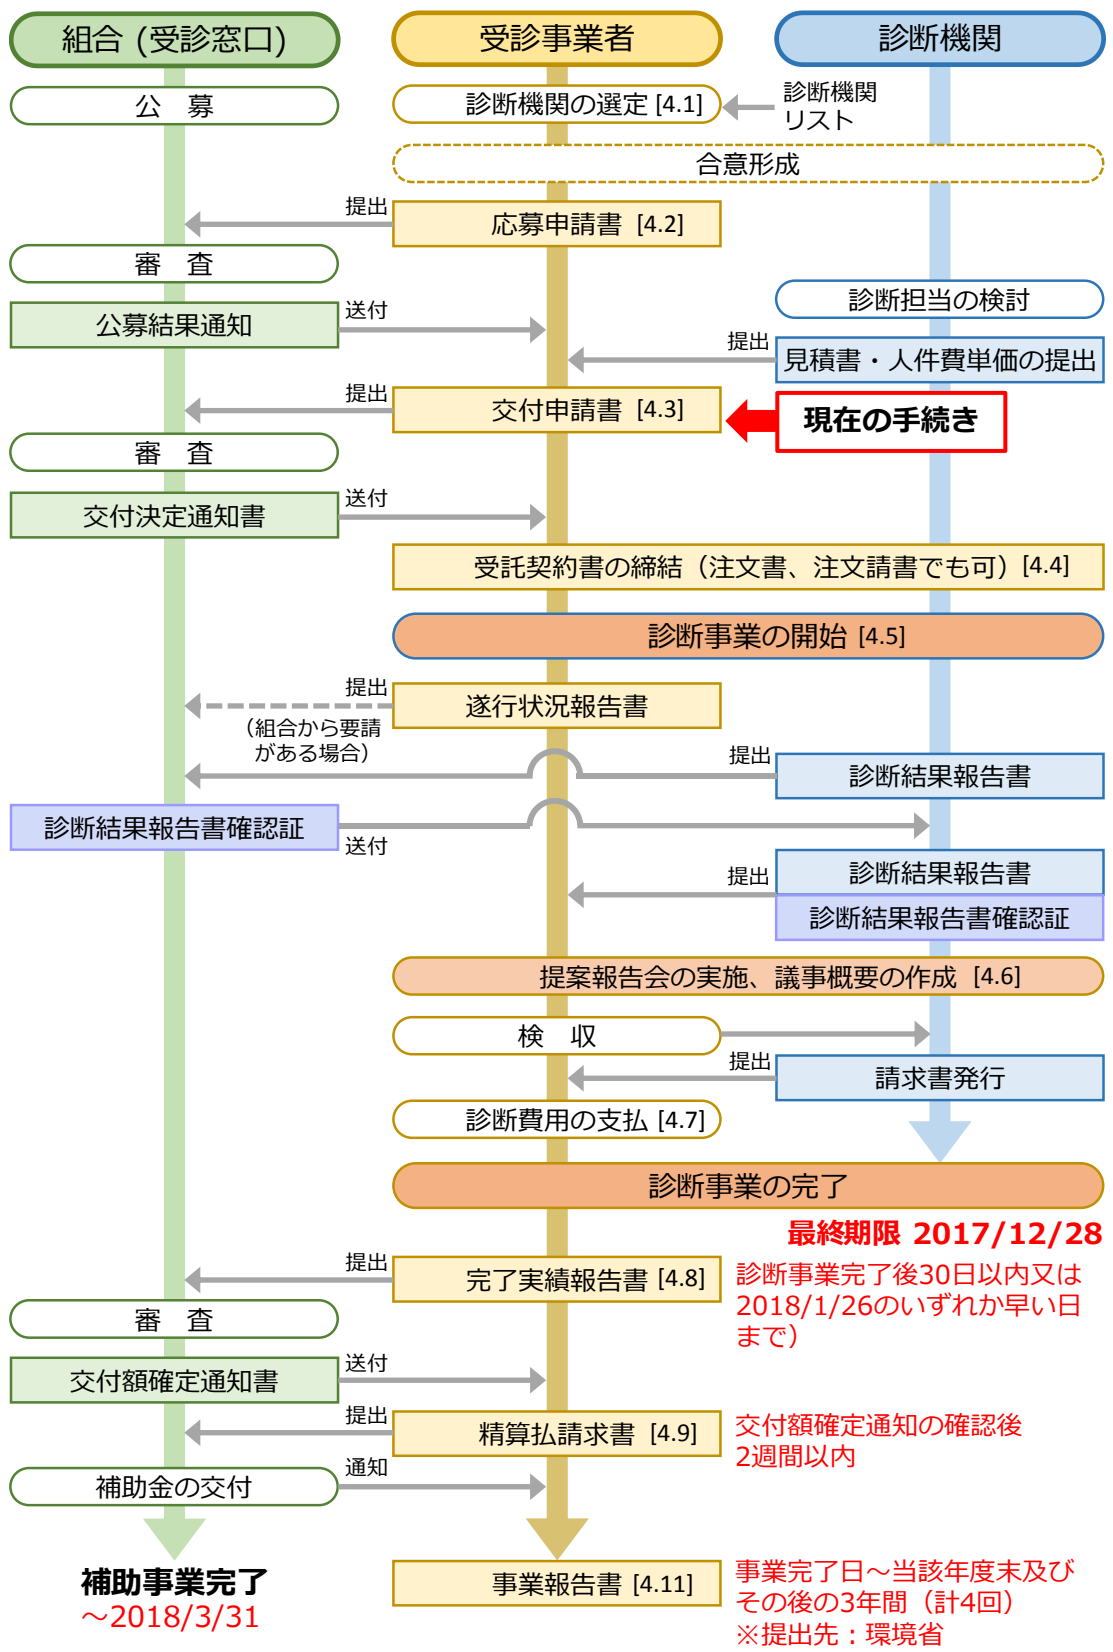 組合 (受診窓口)
受診事業者
診断機関
公　募
診断機関の選定 [4.1]
診断機関
リスト
合意形成
提出
応募申請書 [4.2]
審　査
診断担当の検討
公募結果通知
送付
提出
見積書・人件費単価の提出
提出
交付申請書 [4.3]
現在の手続き
審　査
交付決定通知書
送付
受託契約書の締結（注文書、注文請書でも可）[4.4]
診断事業の開始 [4.5]
提出
遂行状況報告書
（組合から要請
がある場合）
提出
診断結果報告書
診断結果報告書確認証
送付
提出
診断結果報告書
診断結果報告書確認証
提案報告会の実施、議事概要の作成 [4.6]
検　収
提出
請求書発行
診断費用の支払 [4.7]
診断事業の完了
最終期限 2017/12/28
提出
完了実績報告書 [4.8]
診断事業完了後30日以内又は
2018/1/26のいずれか早い日
まで）
審　査
交付額確定通知書
送付
提出
精算払請求書 [4.9]
交付額確定通知の確認後
2週間以内
補助金の交付
通知
補助事業完了
～2018/3/31
事業報告書 [4.11]
事業完了日～当該年度末及び
その後の3年間（計4回）
※提出先：環境省